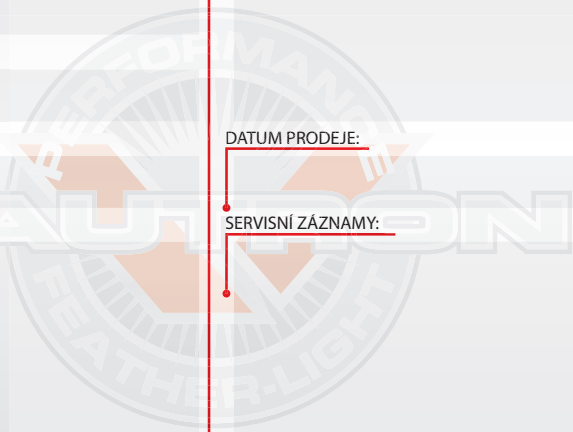 PERFORMANCE
DATUM PRODEJE:
SERVISNÍ ZÁZNAMY:
AUTRON
FEATHER-LIGHT